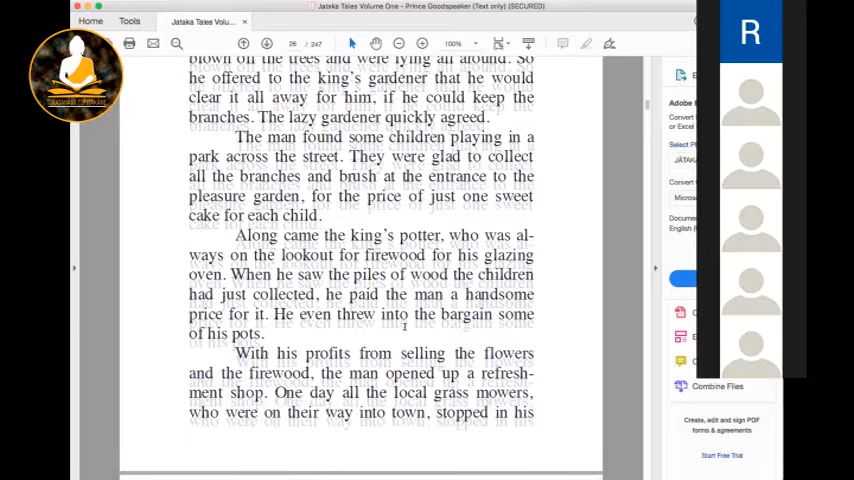 Jataka Tales Volume One - Prince Goodspeaker (Text only) (SECURED)
Home Tools Jataka Tales Volu... ×
26 / 247 100%
blown off the trees and were lying all around. So
he offered to the king's gardener that he would
clear it all away for him, if he could keep the
branches. The lazy gardener quickly agreed.
The man found some children playing in a
park across the street. They were glad to collect
all the branches and brush at the entrance to the
pleasure garden, for the price of just one sweet
cake for each child.
Along came the king's potter, who was al-
ways on the lookout for firewood for his glazing
oven. When he saw the piles of wood the children
had just collected, he paid the man a handsome
price for it. He even threw into the bargain some
of his pots.
With his profits from selling the flowers
and the firewood, the man opened up a refresh-
ment shop. One day all the local grass mowers,
who were on their way into town, stopped in his
Adobe
Convert
or Excel
Select
Convert
Micros
Docume
English (
Combine Files
Create, edit and sign PDF
forms & agreements
Start Free Trial
R